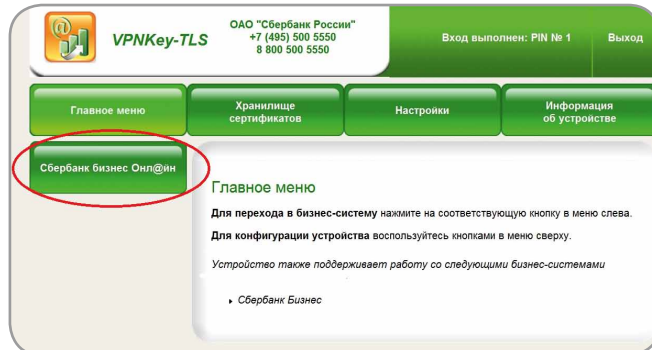 VPNKey-TLS
ОАО "Сбербанк России"
+7 (495) 500 5550
8 800 500 5550
Вход выполнен: PIN № 1
Выход
Главное меню
Хранилище
сертификатов
Настройки
Информация
об устройстве
Сбербанк бизнес Онл@йн
Главное меню
Для перехода в бизнес-систему нажмите на соответствующую кнопку в меню слева.
Для конфигурации устройства воспользуйтесь кнопками в меню сверху.
Устройство также поддерживает работу со следующими бизнес-системами
Сбербанк Бизнес